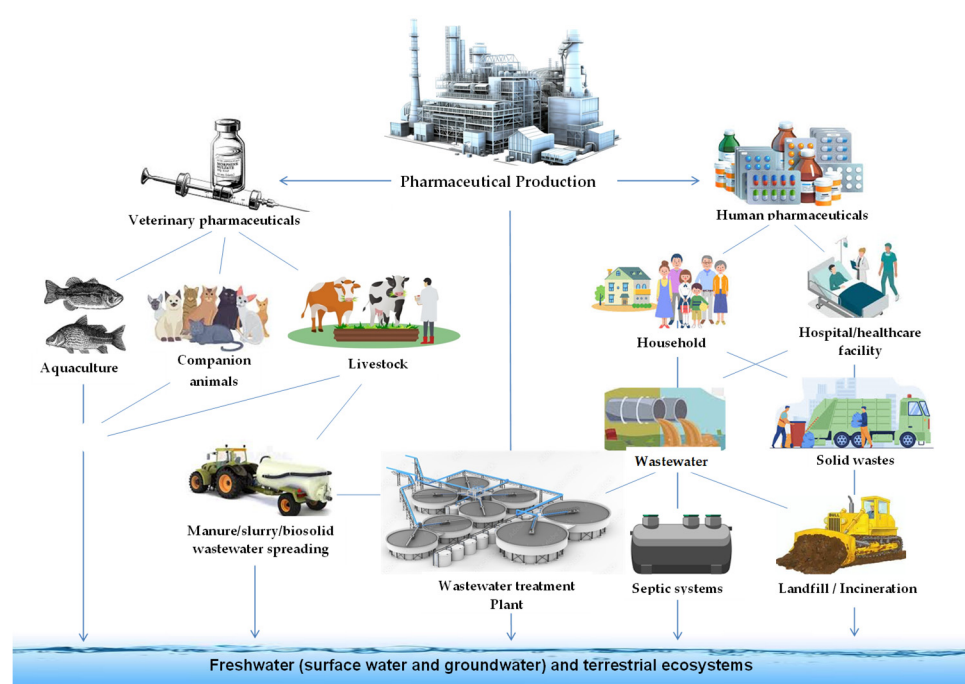 Pharmaceutical Production
Veterinary pharmaceuticals
Human pharmaceuticals
Aquaculture
Companion
animals
Livestock
Household
Hospital/healthcare
facility
Wastewater
Solid wastes
Manure/slurry/biosolid
wastewater spreading
Wastewater treatment
Plant
Septic systems
Landfill / Incineration
Freshwater (surface water and groundwater) and terrestrial ecosystems